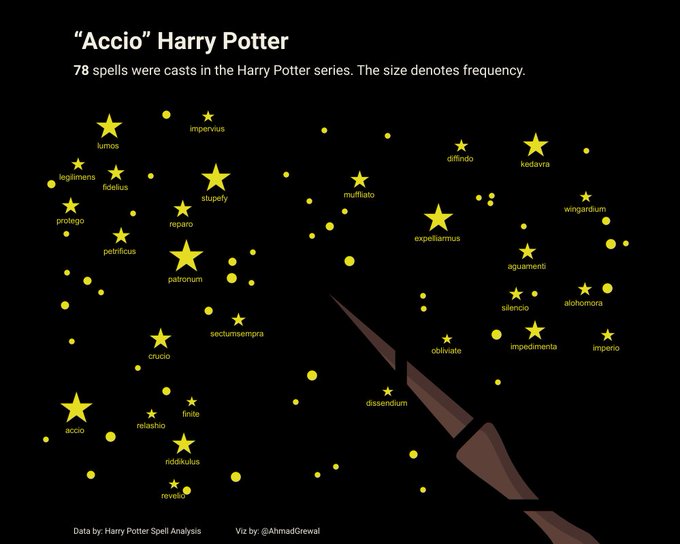 “Accio” Harry Potter
78 spells were casts in the Harry Potter series. The size denotes frequency.
lumos
impervius
diffindo
kedavra
legilimens
fidelius
stupefy
muffliato
wingardium
protego
reparo
expelliarmus
petrificus
patronum
aguamenti
silencio
alohomora
sectumsempra
crucio
obliviate
impedimenta
imperio
accio
relashio
finite
dissendium
riddikulus
revelio
Data by: Harry Potter Spell Analysis
Viz by: @AhmadGrewal